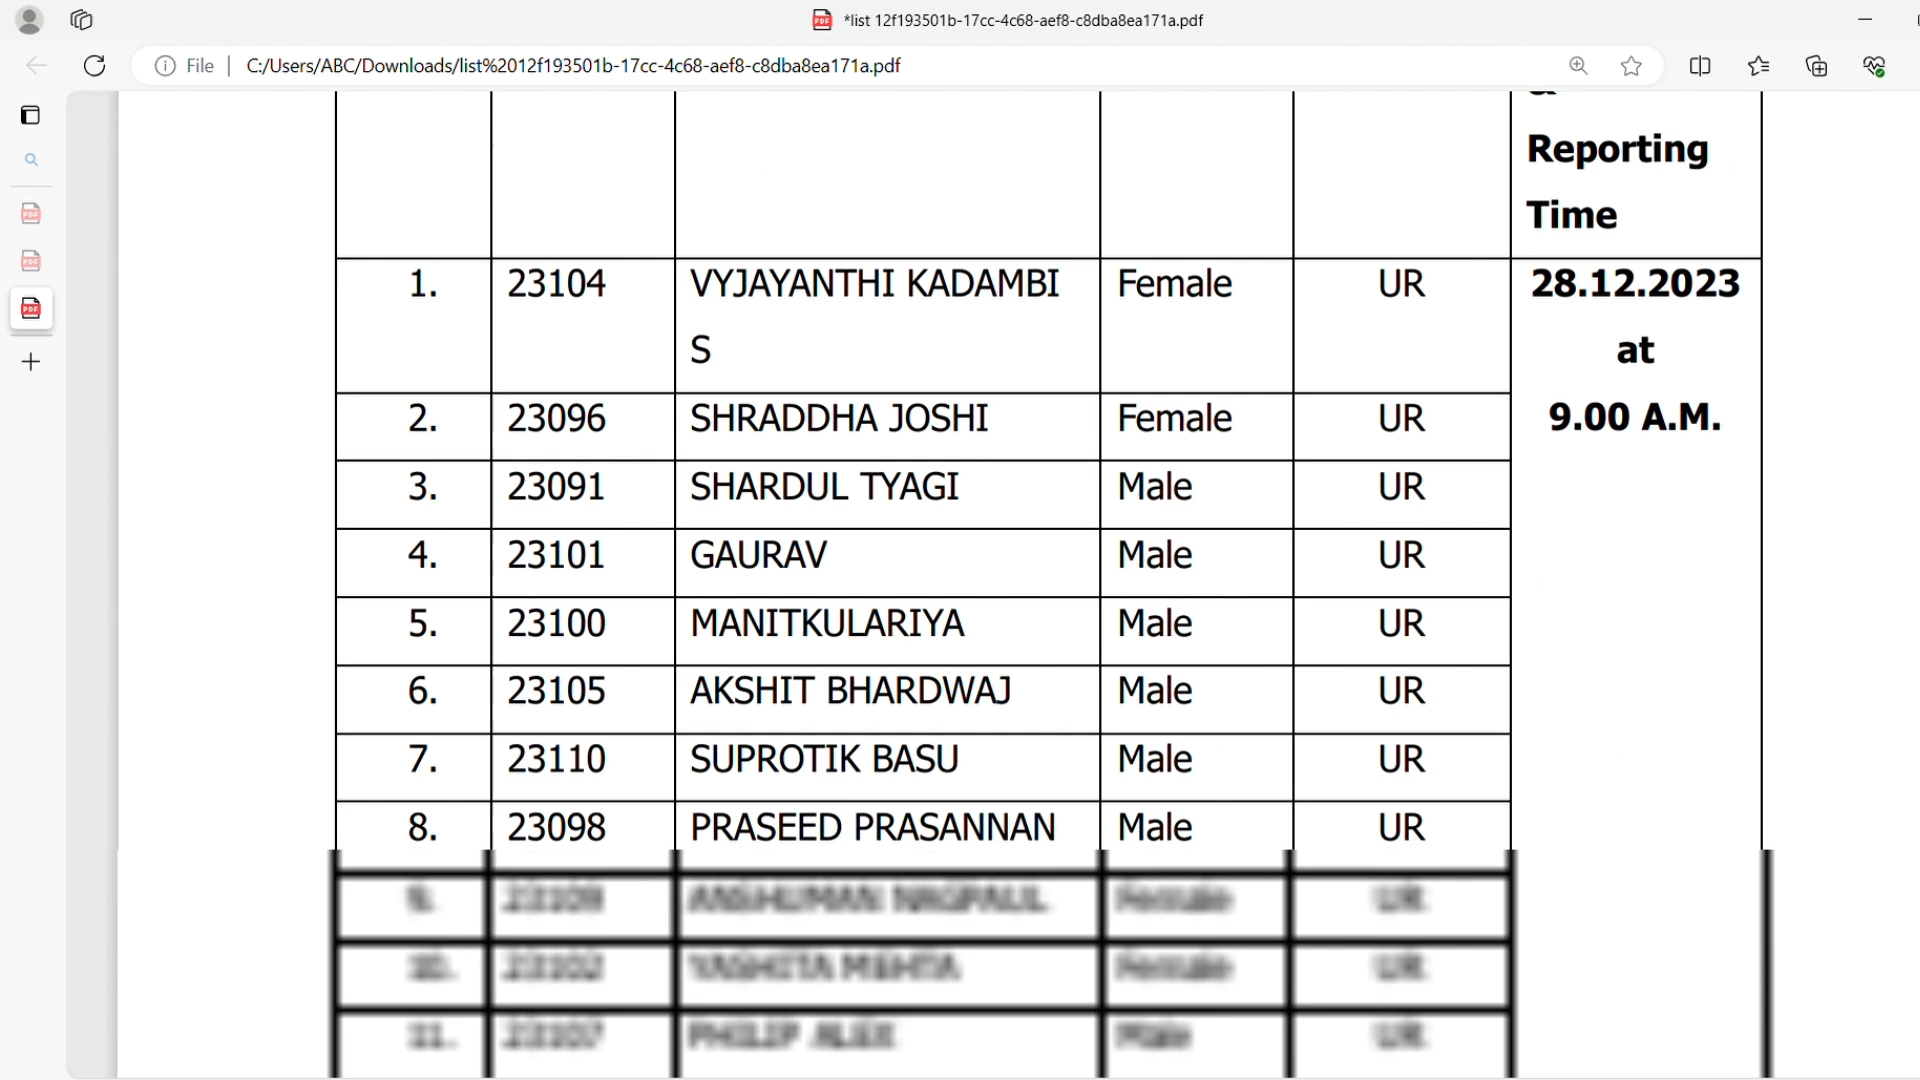 *list 12f193501b-17cc-4c68-aef8-c8dba8ea171a.pdf
File | C:/Users/ABC/Downloads/list%2012f193501b-17cc-4c68-aef8-c8dba8ea171a.pdf
Reporting
Time
1. 23104 VYJAYANTHI KADAMBI Female UR 28.12.2023
S at
2. 23096 SHRADDHA JOSHI Female UR 9.00 A.M.
3. 23091 SHARDUL TYAGI Male UR
4. 23101 GAURAV Male UR
5. 23100 MANITKULARIYA Male UR
6. 23105 AKSHIT BHARDWAJ Male UR
7. 23110 SUPROTIK BASU Male UR
8. 23098 PRASEED PRASANNAN Male UR